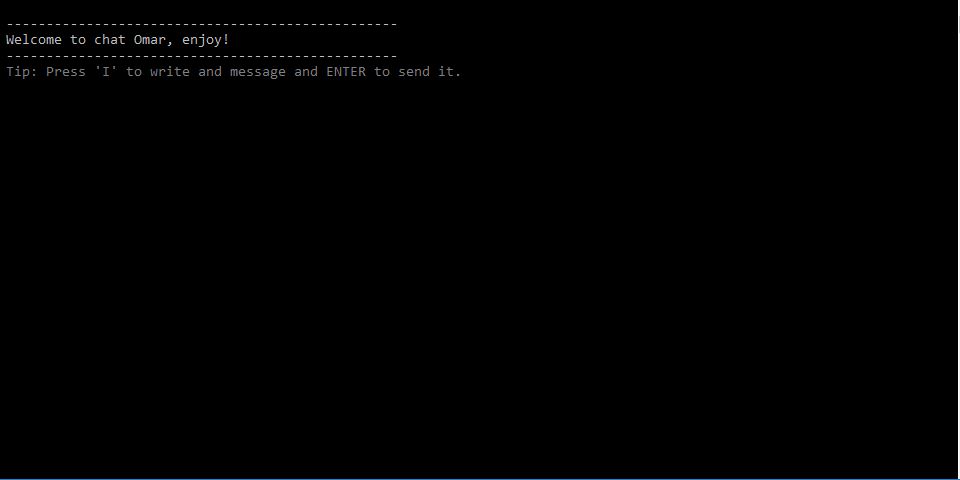 -------------------------------------------------
Welcome to chat Omar, enjoy!
-------------------------------------------------
Tip: Press 'I' to write and message and ENTER to send it.